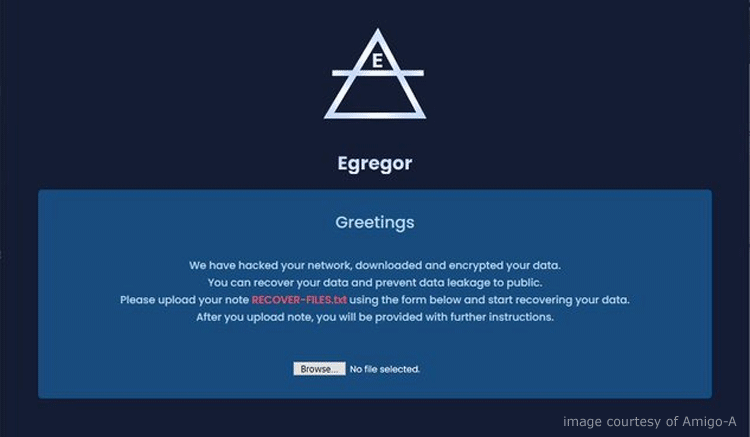 E
Egregor
Greetings
We have hacked your network, downloaded and encrypted your data.
You can recover your data and prevent data leakage to public.
Please upload your note RECOVER-FILES.txt using the form below and start recovering your data.
After you upload note, you will be provided with further instructions.
Browse... No file selected.
image courtesy of Amigo-A